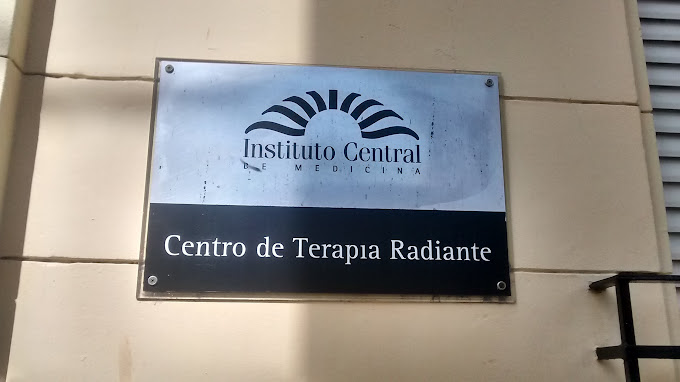 Instituto Central
DE MEDICINA
Centro de Terapia Radiante